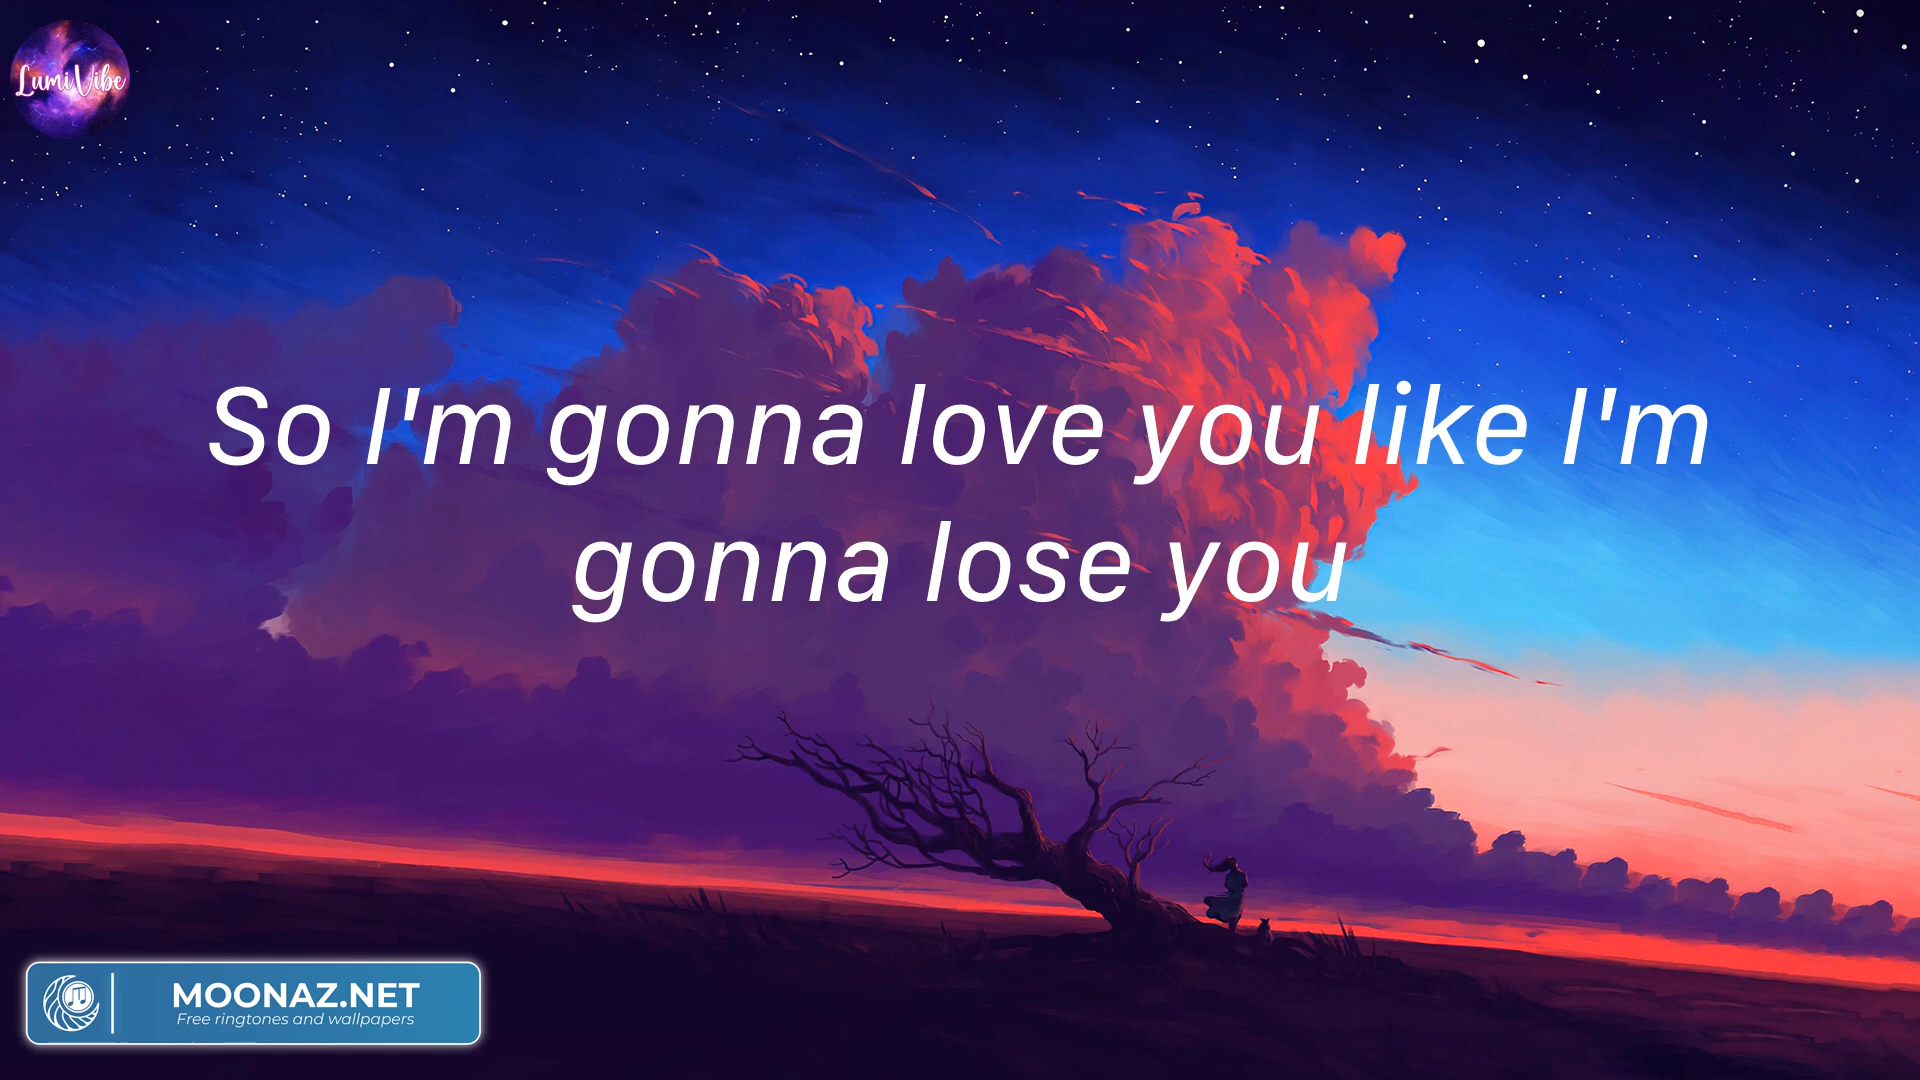 LumiVibe
So I'm gonna love you like I'm
gonna lose you
MOONAZ.NET
Free ringtones and wallpapers